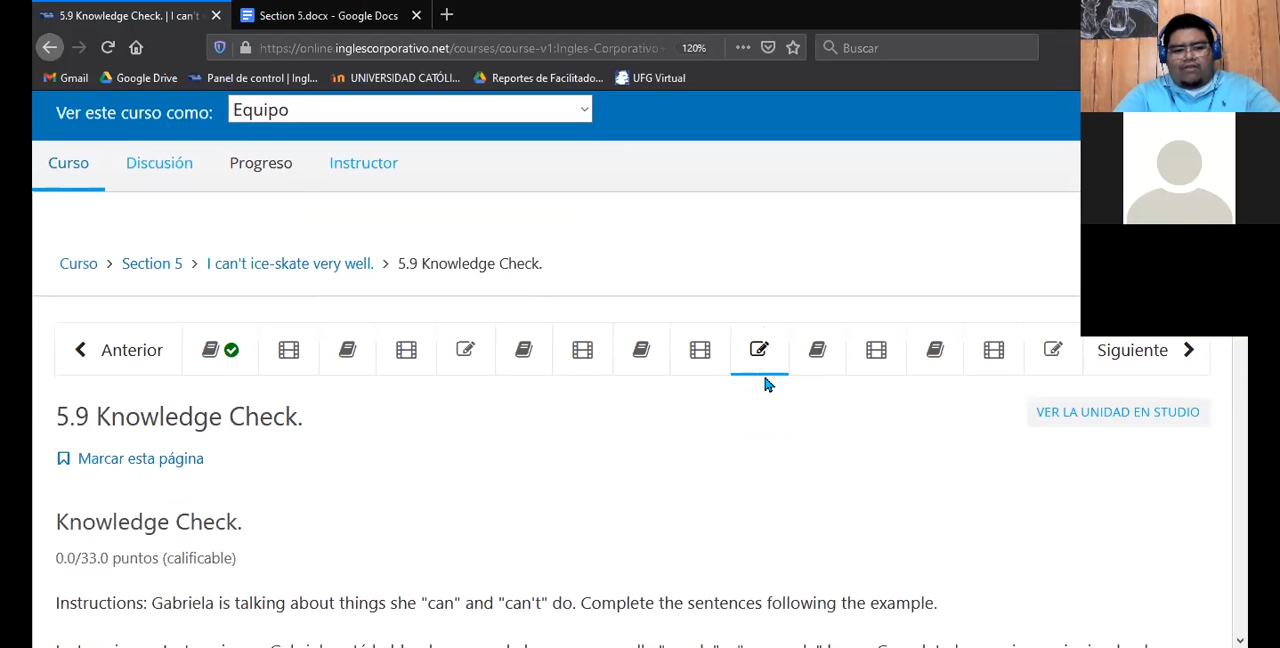 5.9 Knowledge Check. | I can't
Section 5.docx - Google Docs
https://online.inglescorporativo.net/courses/course-v1:Ingles-Corporativo+
120%
Buscar
Gmail
Google Drive
Panel de control | Ingl...
UNIVERSIDAD CATÓLI...
Reportes de Facilitado...
UFG Virtual
Ver este curso como:
Equipo
Curso
Discusión
Progreso
Instructor
Curso > Section 5 > I can't ice-skate very well. > 5.9 Knowledge Check.
Anterior
Siguiente
5.9 Knowledge Check.
VER LA UNIDAD EN STUDIO
Marcar esta página
Knowledge Check.
0.0/33.0 puntos (calificable)
Instructions: Gabriela is talking about things she "can" and "can't" do. Complete the sentences following the example.